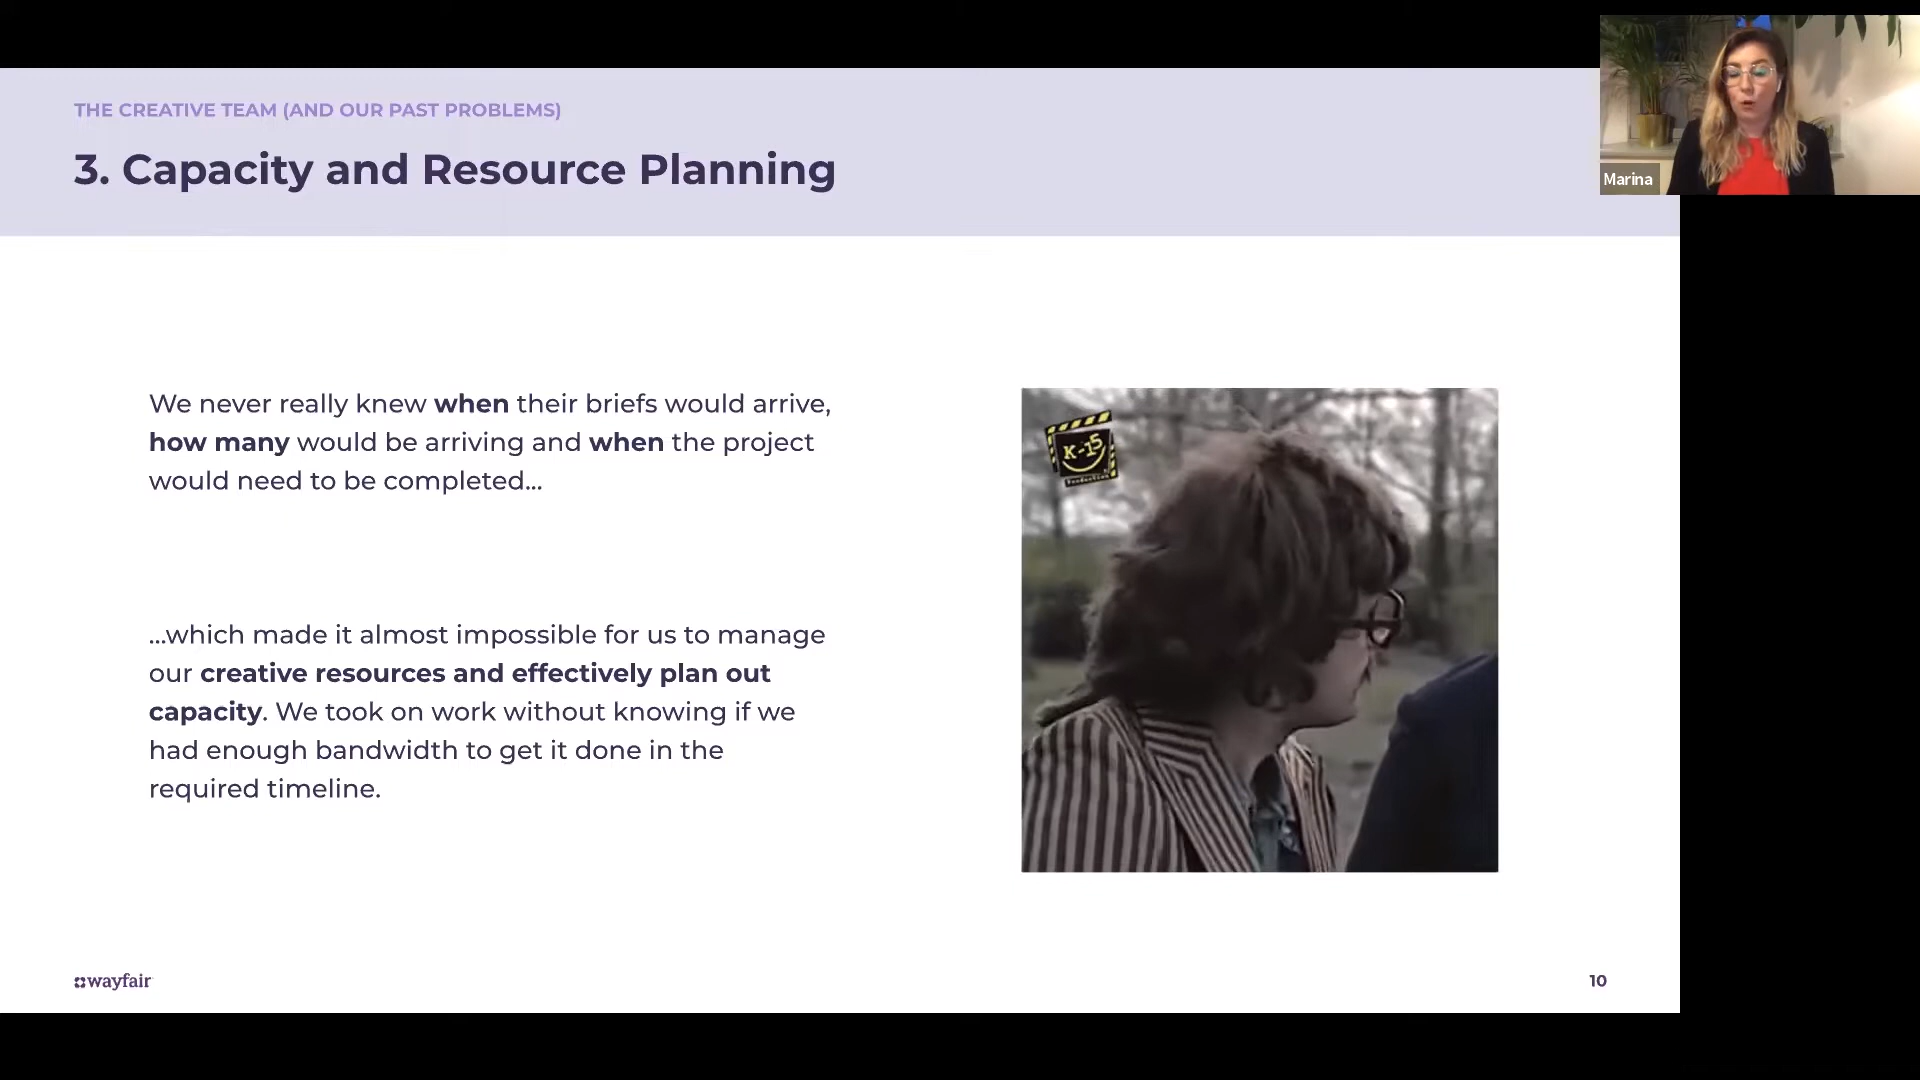 THE CREATIVE TEAM (AND OUR PAST PROBLEMS)
3. Capacity and Resource Planning
Marina
We never really knew when their briefs would arrive,
how many would be arriving and when the project
would need to be completed...
...which made it almost impossible for us to manage
our creative resources and effectively plan out
capacity. We took on work without knowing if we
had enough bandwidth to get it done in the
required timeline.
K-15
Production
wayfair
10